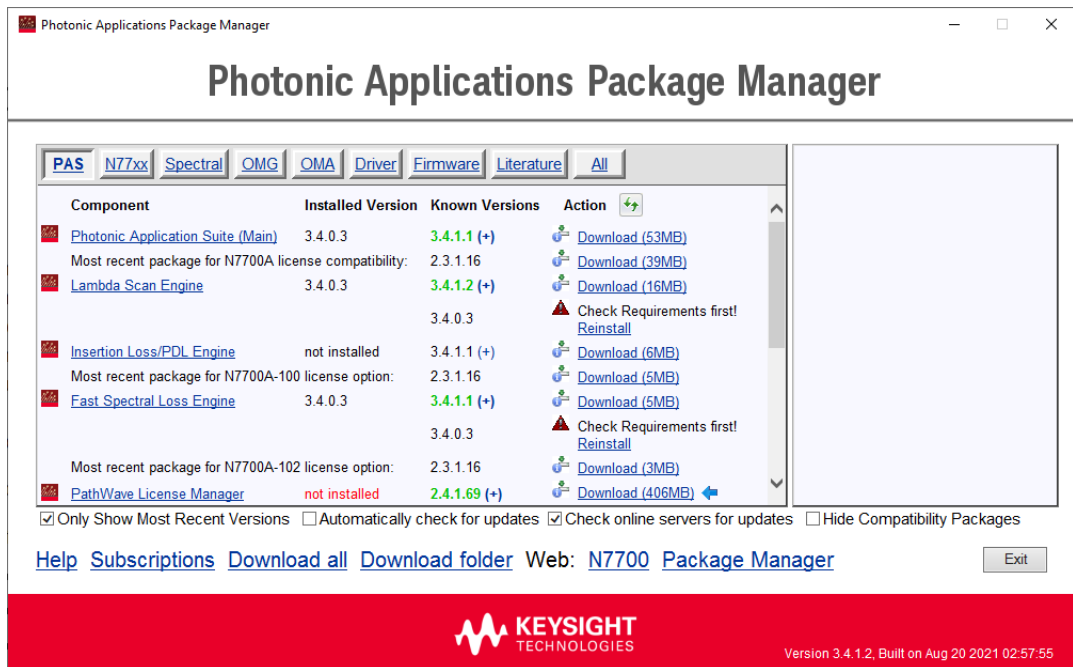 Photonic Applications Package Manager
Photonic Applications Package Manager
PAS N77xx Spectral OMG OMA Driver Firmware Literature All
Component Installed Version Known Versions Action
Photonic Application Suite (Main) 3.4.0.3 3.4.1.1 (+) Download (53MB)
Most recent package for N7700A license compatibility: 2.3.1.16 Download (39MB)
Lambda Scan Engine 3.4.0.3 3.4.1.2 (+) Download (16MB)
3.4.0.3 Check Requirements first!
Reinstall
Insertion Loss/PDL Engine not installed 3.4.1.1 (+) Download (6MB)
Most recent package for N7700A-100 license option: 2.3.1.16 Download (5MB)
Fast Spectral Loss Engine 3.4.0.3 3.4.1.1 (+) Download (5MB)
3.4.0.3 Check Requirements first!
Reinstall
Most recent package for N7700A-102 license option: 2.3.1.16 Download (3MB)
PathWave License Manager not installed 2.4.1.69 (+) Download (406MB)
Only Show Most Recent Versions Automatically check for updates Check online servers for updates Hide Compatibility Packages
Help Subscriptions Download all Download folder Web: N7700 Package Manager Exit
KEYSIGHT
TECHNOLOGIES
Version 3.4.1.2, Built on Aug 20 2021 02:57:55